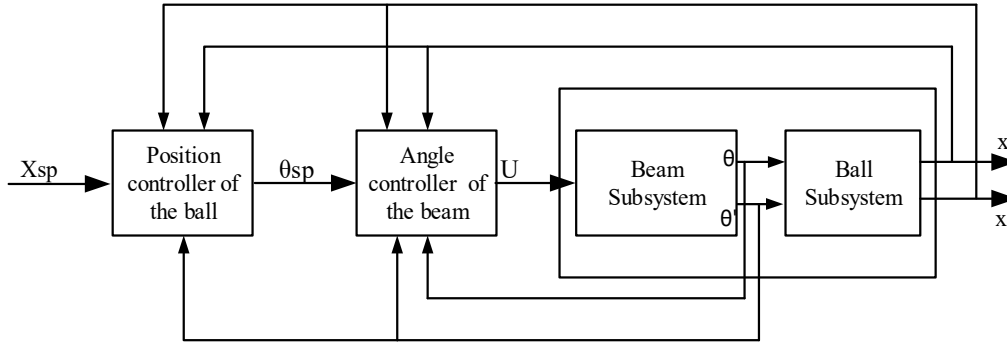 x
Xsp
Position
controller of
the ball
θsp
Angle
controller of
the beam
U
Beam
Subsystem
θ
θ'
Ball
Subsystem
x